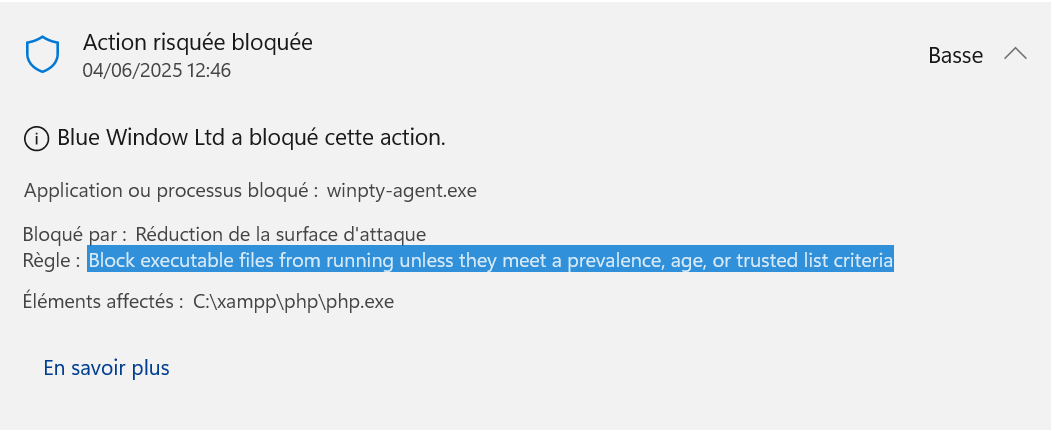 Action risquée bloquée
04/06/2025 12:46
Basse
Blue Window Ltd a bloqué cette action.
Application ou processus bloqué : winpty-agent.exe
Bloqué par : Réduction de la surface d'attaque
Règle : Block executable files from running unless they meet a prevalence, age, or trusted list criteria
Éléments affectés : C:\xampp\php\php.exe
En savoir plus